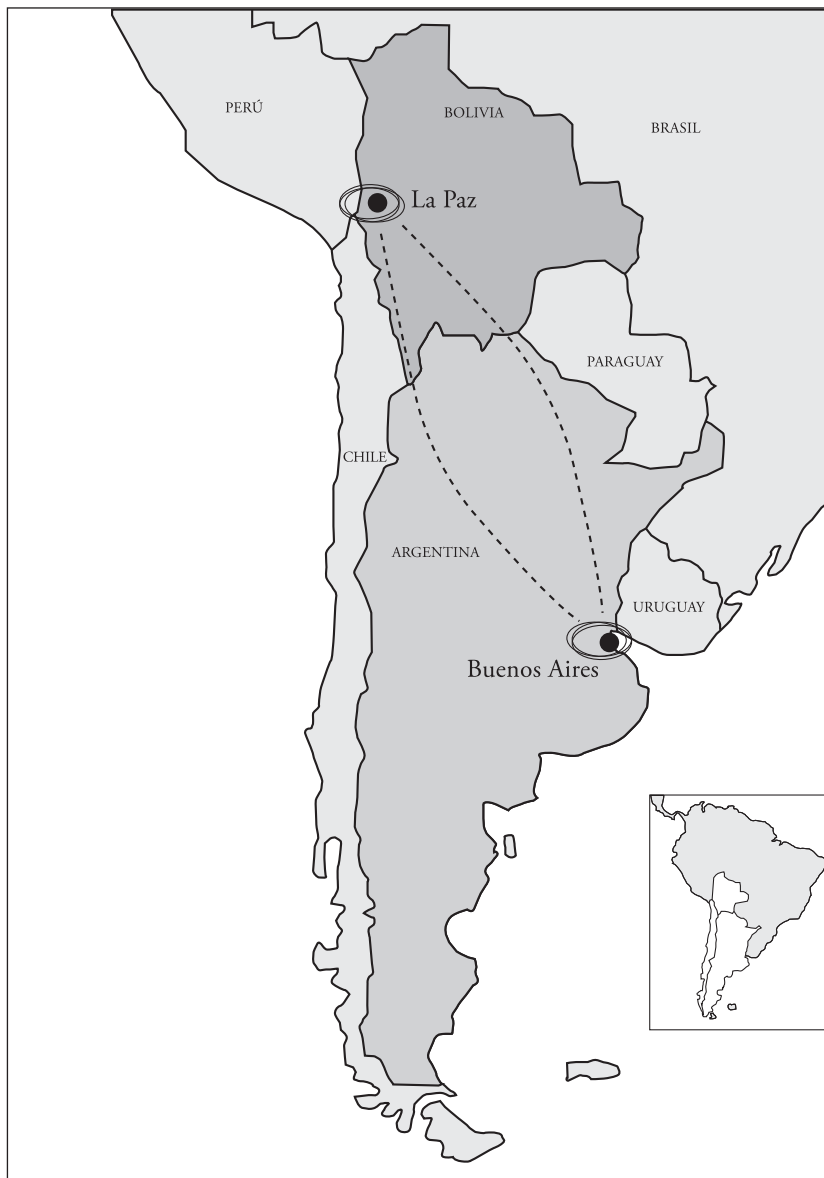 PERÚ
BOLIVIA
BRASIL
La Paz
PARAGUAY
CHILE
ARGENTINA
URUGUAY
Buenos Aires